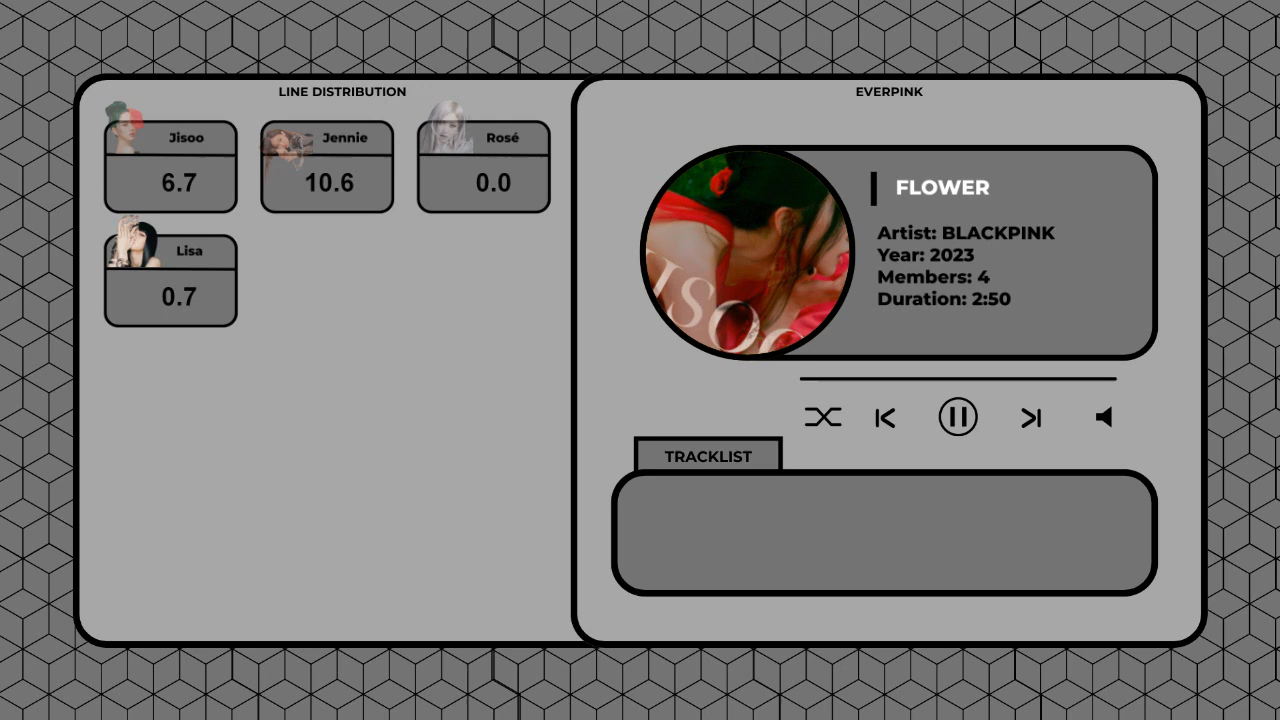 LINE DISTRIBUTION
Jisoo
6.7
Jennie
10.6
Rosé
0.0
Lisa
0.7
EVERPINK
FLOWER
Artist: BLACKPINK
Year: 2023
Members: 4
Duration: 2:50
JISOO
TRACKLIST